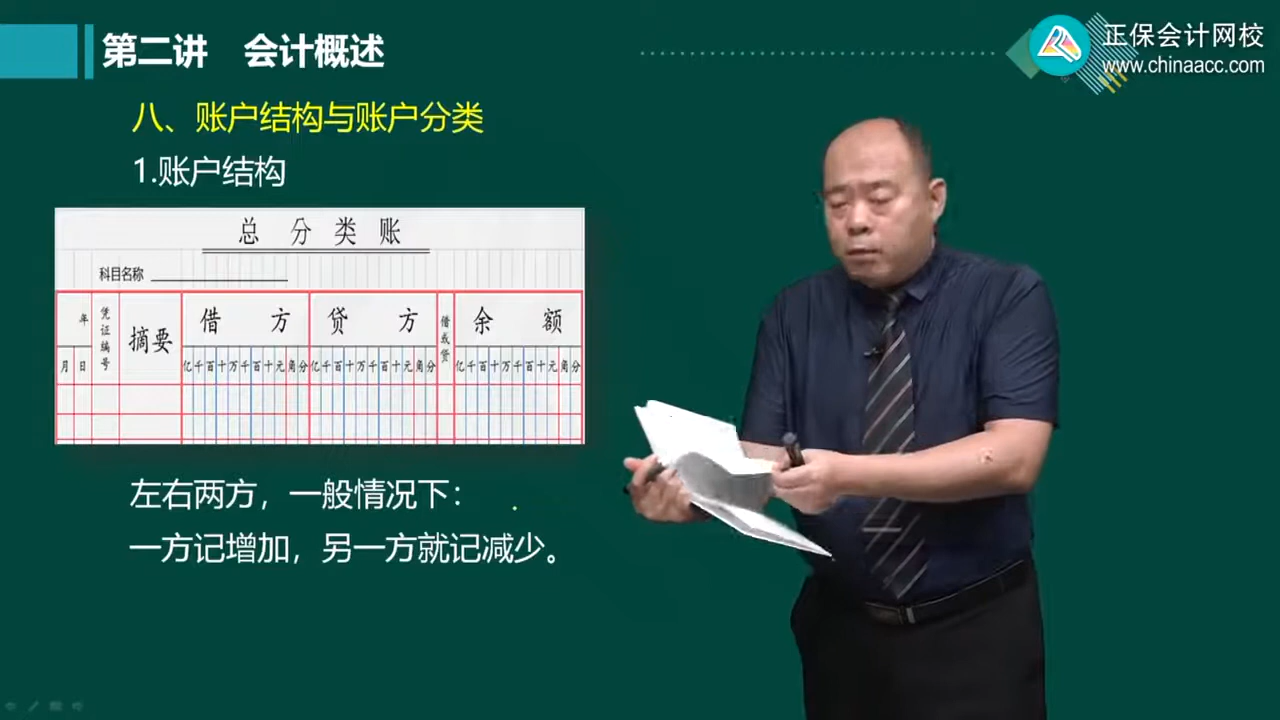 第二讲 会计概述
正保会计网校
www.chinaacc.com
八、账户结构与账户分类
1.账户结构
总 分 类 账
科目名称
年 凭证编号 摘要 借 方 贷 方 借或贷 余 额
月 日 亿千百十万千百十元角分 亿千百十万千百十元角分 亿千百十万千百十元角分
左右两方，一般情况下：
一方记增加，另一方就记减少。